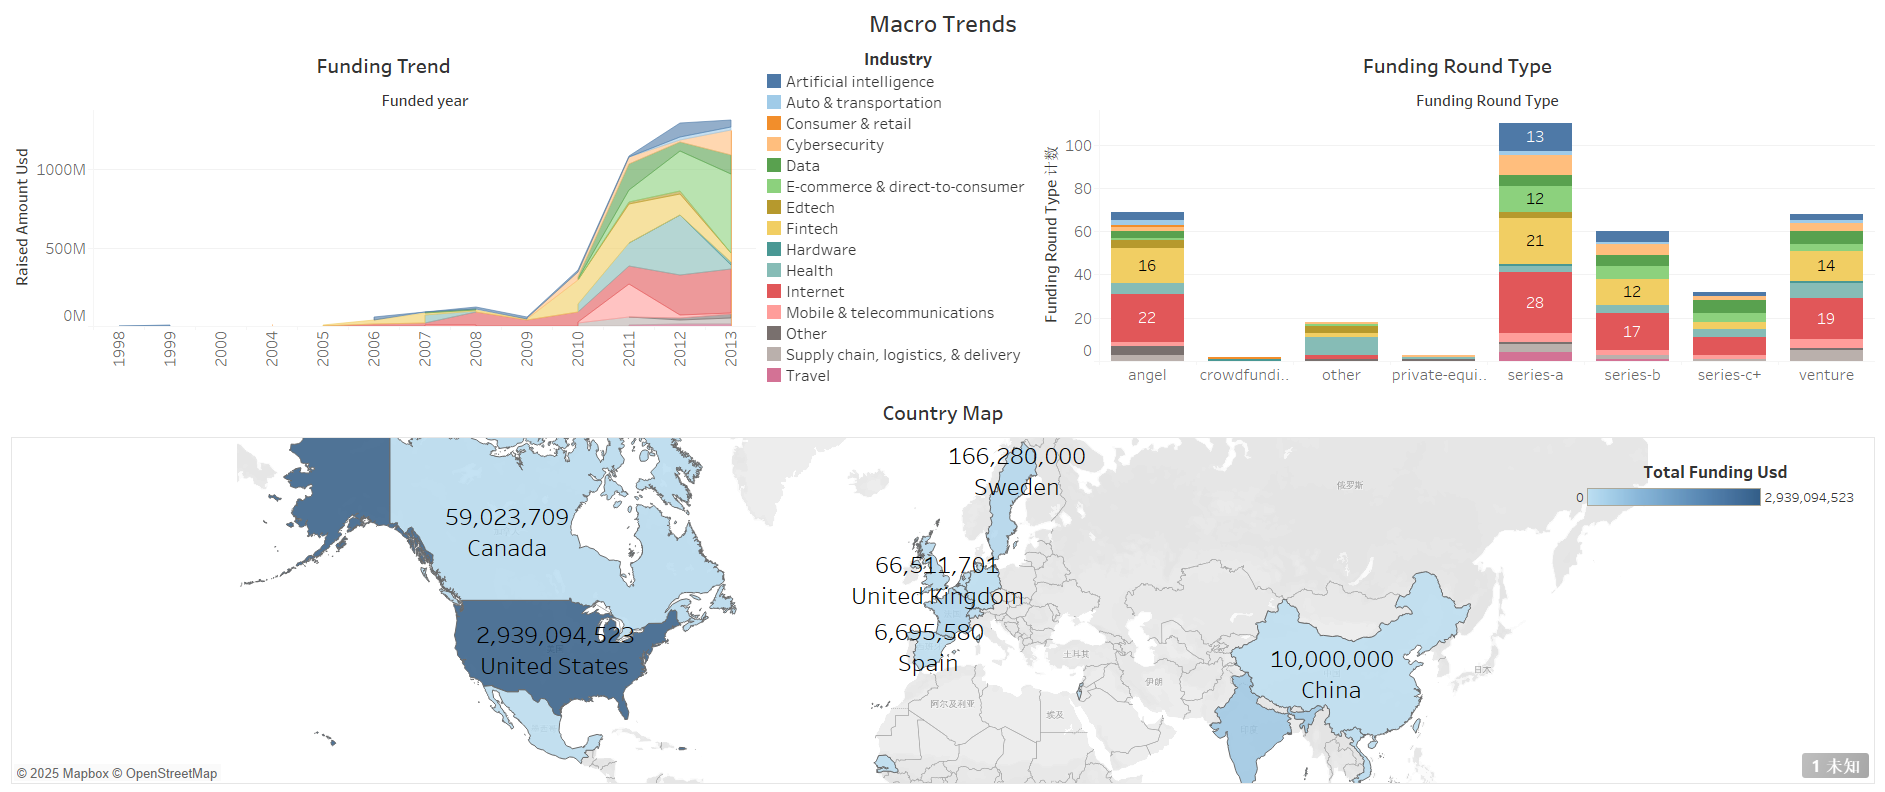 Macro Trends
Funding Trend
Funded year
Raised Amount Usd
1000M
500M
0M
1998
1999
2000
2004
2005
2006
2007
2008
2009
2010
2011
2012
2013
Industry
Artificial intelligence
Auto & transportation
Consumer & retail
Cybersecurity
Data
E-commerce & direct-to-consumer
Edtech
Fintech
Hardware
Health
Internet
Mobile & telecommunications
Other
Supply chain, logistics, & delivery
Travel
Funding Round Type
Funding Round Type
Funding Round Type 计数
100
80
60
40
20
0
16
22
13
12
21
28
12
17
14
19
angel
crowdfundi..
other
private-equi..
series-a
series-b
series-c+
venture
Country Map
166,280,000
Sweden
59,023,709
Canada
66,511,701
United Kingdom
2,939,094,523
United States
6,695,580
Spain
10,000,000
China
俄罗斯
土科其
伊朗
日本
阿尔及利亚
埃及
印度
Total Funding Usd
0
2,939,094,523
© 2025 Mapbox © OpenStreetMap
1 未知